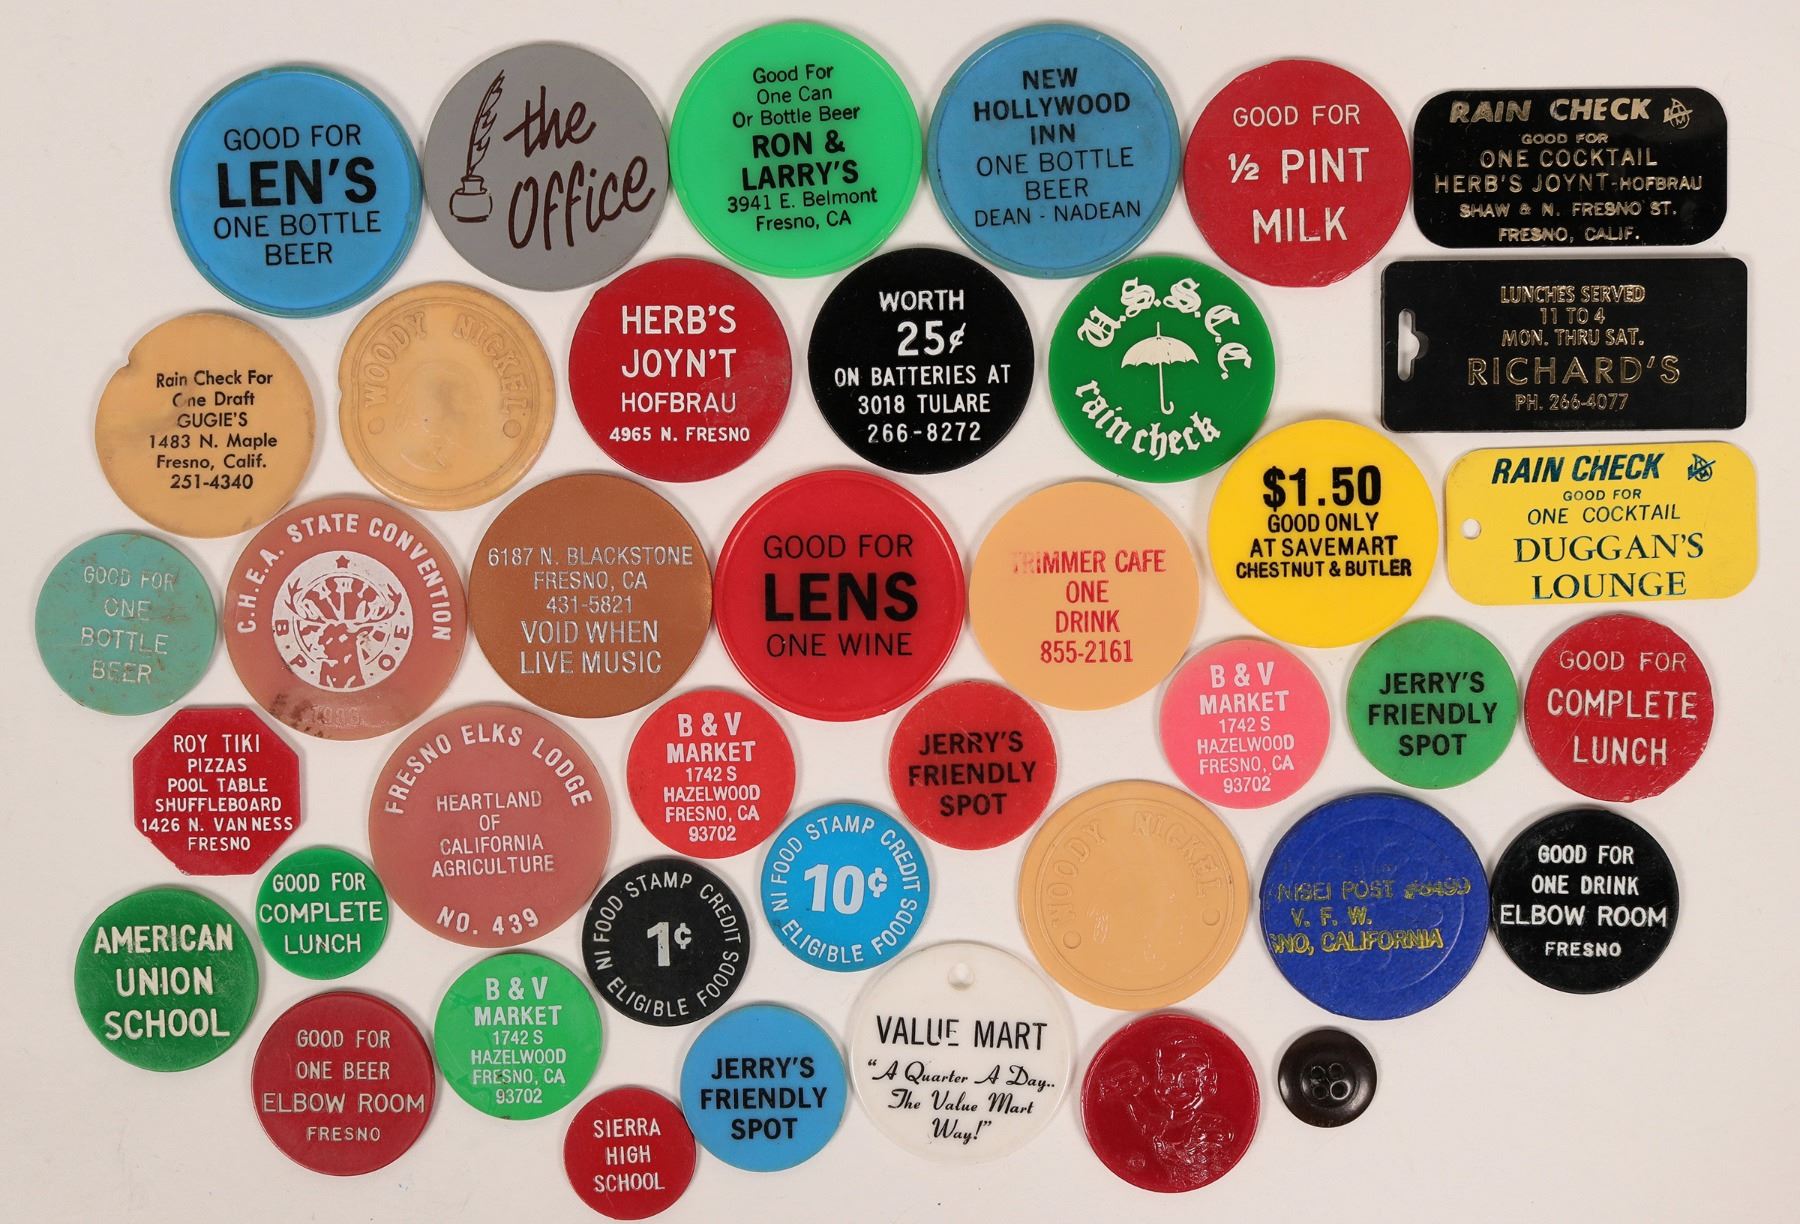 GOOD FOR
LEN'S
ONE BOTTLE
BEER
the
Office
Good For
One Can
Or Bottle Beer
RON &
LARRY'S
3941 E. Belmont
Fresno, CA
NEW
HOLLYWOOD
INN
ONE BOTTLE
BEER
DEAN - NADEAN
GOOD FOR
½ PINT
MILK
RAIN CHECK
GOOD FOR
ONE COCKTAIL
HERB'S JOYNT-HOFBRAU
SHAW & N. FRESNO ST.
FRESNO, CALIF.
Rain Check For
One Draft
GUGIE'S
1483 N. Maple
Fresno, Calif.
251-4340
WOODY NICKEL
HERB'S
JOYN'T
HOFBRAU
4965 N. FRESNO
WORTH
25¢
ON BATTERIES AT
3018 TULARE
266-8272
U.S.S.C.C.
rain check
LUNCHES SERVED
11 TO 4
MON. THRU SAT.
RICHARD'S
PH. 266-4077
$1.50
GOOD ONLY
AT SAVEMART
CHESTNUT & BUTLER
RAIN CHECK
GOOD FOR
ONE COCKTAIL
DUGGAN'S
LOUNGE
GOOD FOR
ONE
BOTTLE
BEER
C.H.E.A. STATE CONVENTION
B.P.O.E.
6187 N. BLACKSTONE
FRESNO, CA
431-5821
VOID WHEN
LIVE MUSIC
GOOD FOR
LENS
ONE WINE
TRIMMER CAFE
ONE
DRINK
855-2161
B & V
MARKET
1742 S
HAZELWOOD
FRESNO, CA
93702
JERRY'S
FRIENDLY
SPOT
GOOD FOR
COMPLETE
LUNCH
ROY TIKI
PIZZAS
POOL TABLE
SHUFFLEBOARD
1426 N. VAN NESS
FRESNO
FRESNO ELKS LODGE
HEARTLAND
OF
CALIFORNIA
AGRICULTURE
NO. 439
B & V
MARKET
1742 S
HAZELWOOD
FRESNO, CA
93702
JERRY'S
FRIENDLY
SPOT
GOOD FOR
COMPLETE
LUNCH
NI FOOD STAMP CREDIT
1¢
ELIGIBLE FOODS
NI FOOD STAMP CREDIT
10¢
ELIGIBLE FOODS
WOODY NICKEL
NISEI POST #8499
V. F. W.
SNO, CALIFORNIA
GOOD FOR
ONE DRINK
ELBOW ROOM
FRESNO
AMERICAN
UNION
SCHOOL
GOOD FOR
ONE BEER
ELBOW ROOM
FRESNO
B & V
MARKET
1742 S
HAZELWOOD
FRESNO, CA
93702
SIERRA
HIGH
SCHOOL
JERRY'S
FRIENDLY
SPOT
VALUE MART
"A Quarter A Day..
The Value Mart
Way!"